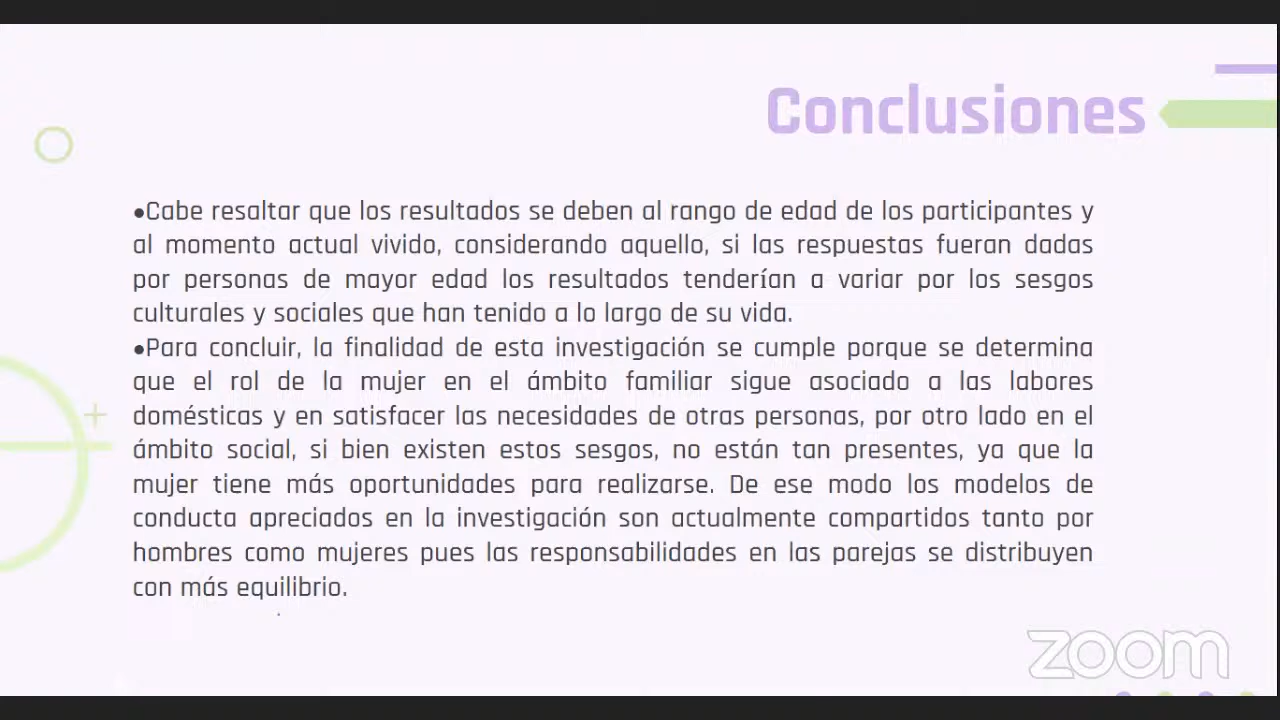 Conclusiones
●Cabe resaltar que los resultados se deben al rango de edad de los participantes y
al momento actual vivido, considerando aquello, si las respuestas fueran dadas
por personas de mayor edad los resultados tenderían a variar por los sesgos
culturales y sociales que han tenido a lo largo de su vida.
●Para concluir, la finalidad de esta investigación se cumple porque se determina
que el rol de la mujer en el ámbito familiar sigue asociado a las labores
domésticas y en satisfacer las necesidades de otras personas, por otro lado en el
ámbito social, si bien existen estos sesgos, no están tan presentes, ya que la
mujer tiene más oportunidades para realizarse. De ese modo los modelos de
conducta apreciados en la investigación son actualmente compartidos tanto por
hombres como mujeres pues las responsabilidades en las parejas se distribuyen
con más equilibrio.
.
zoom